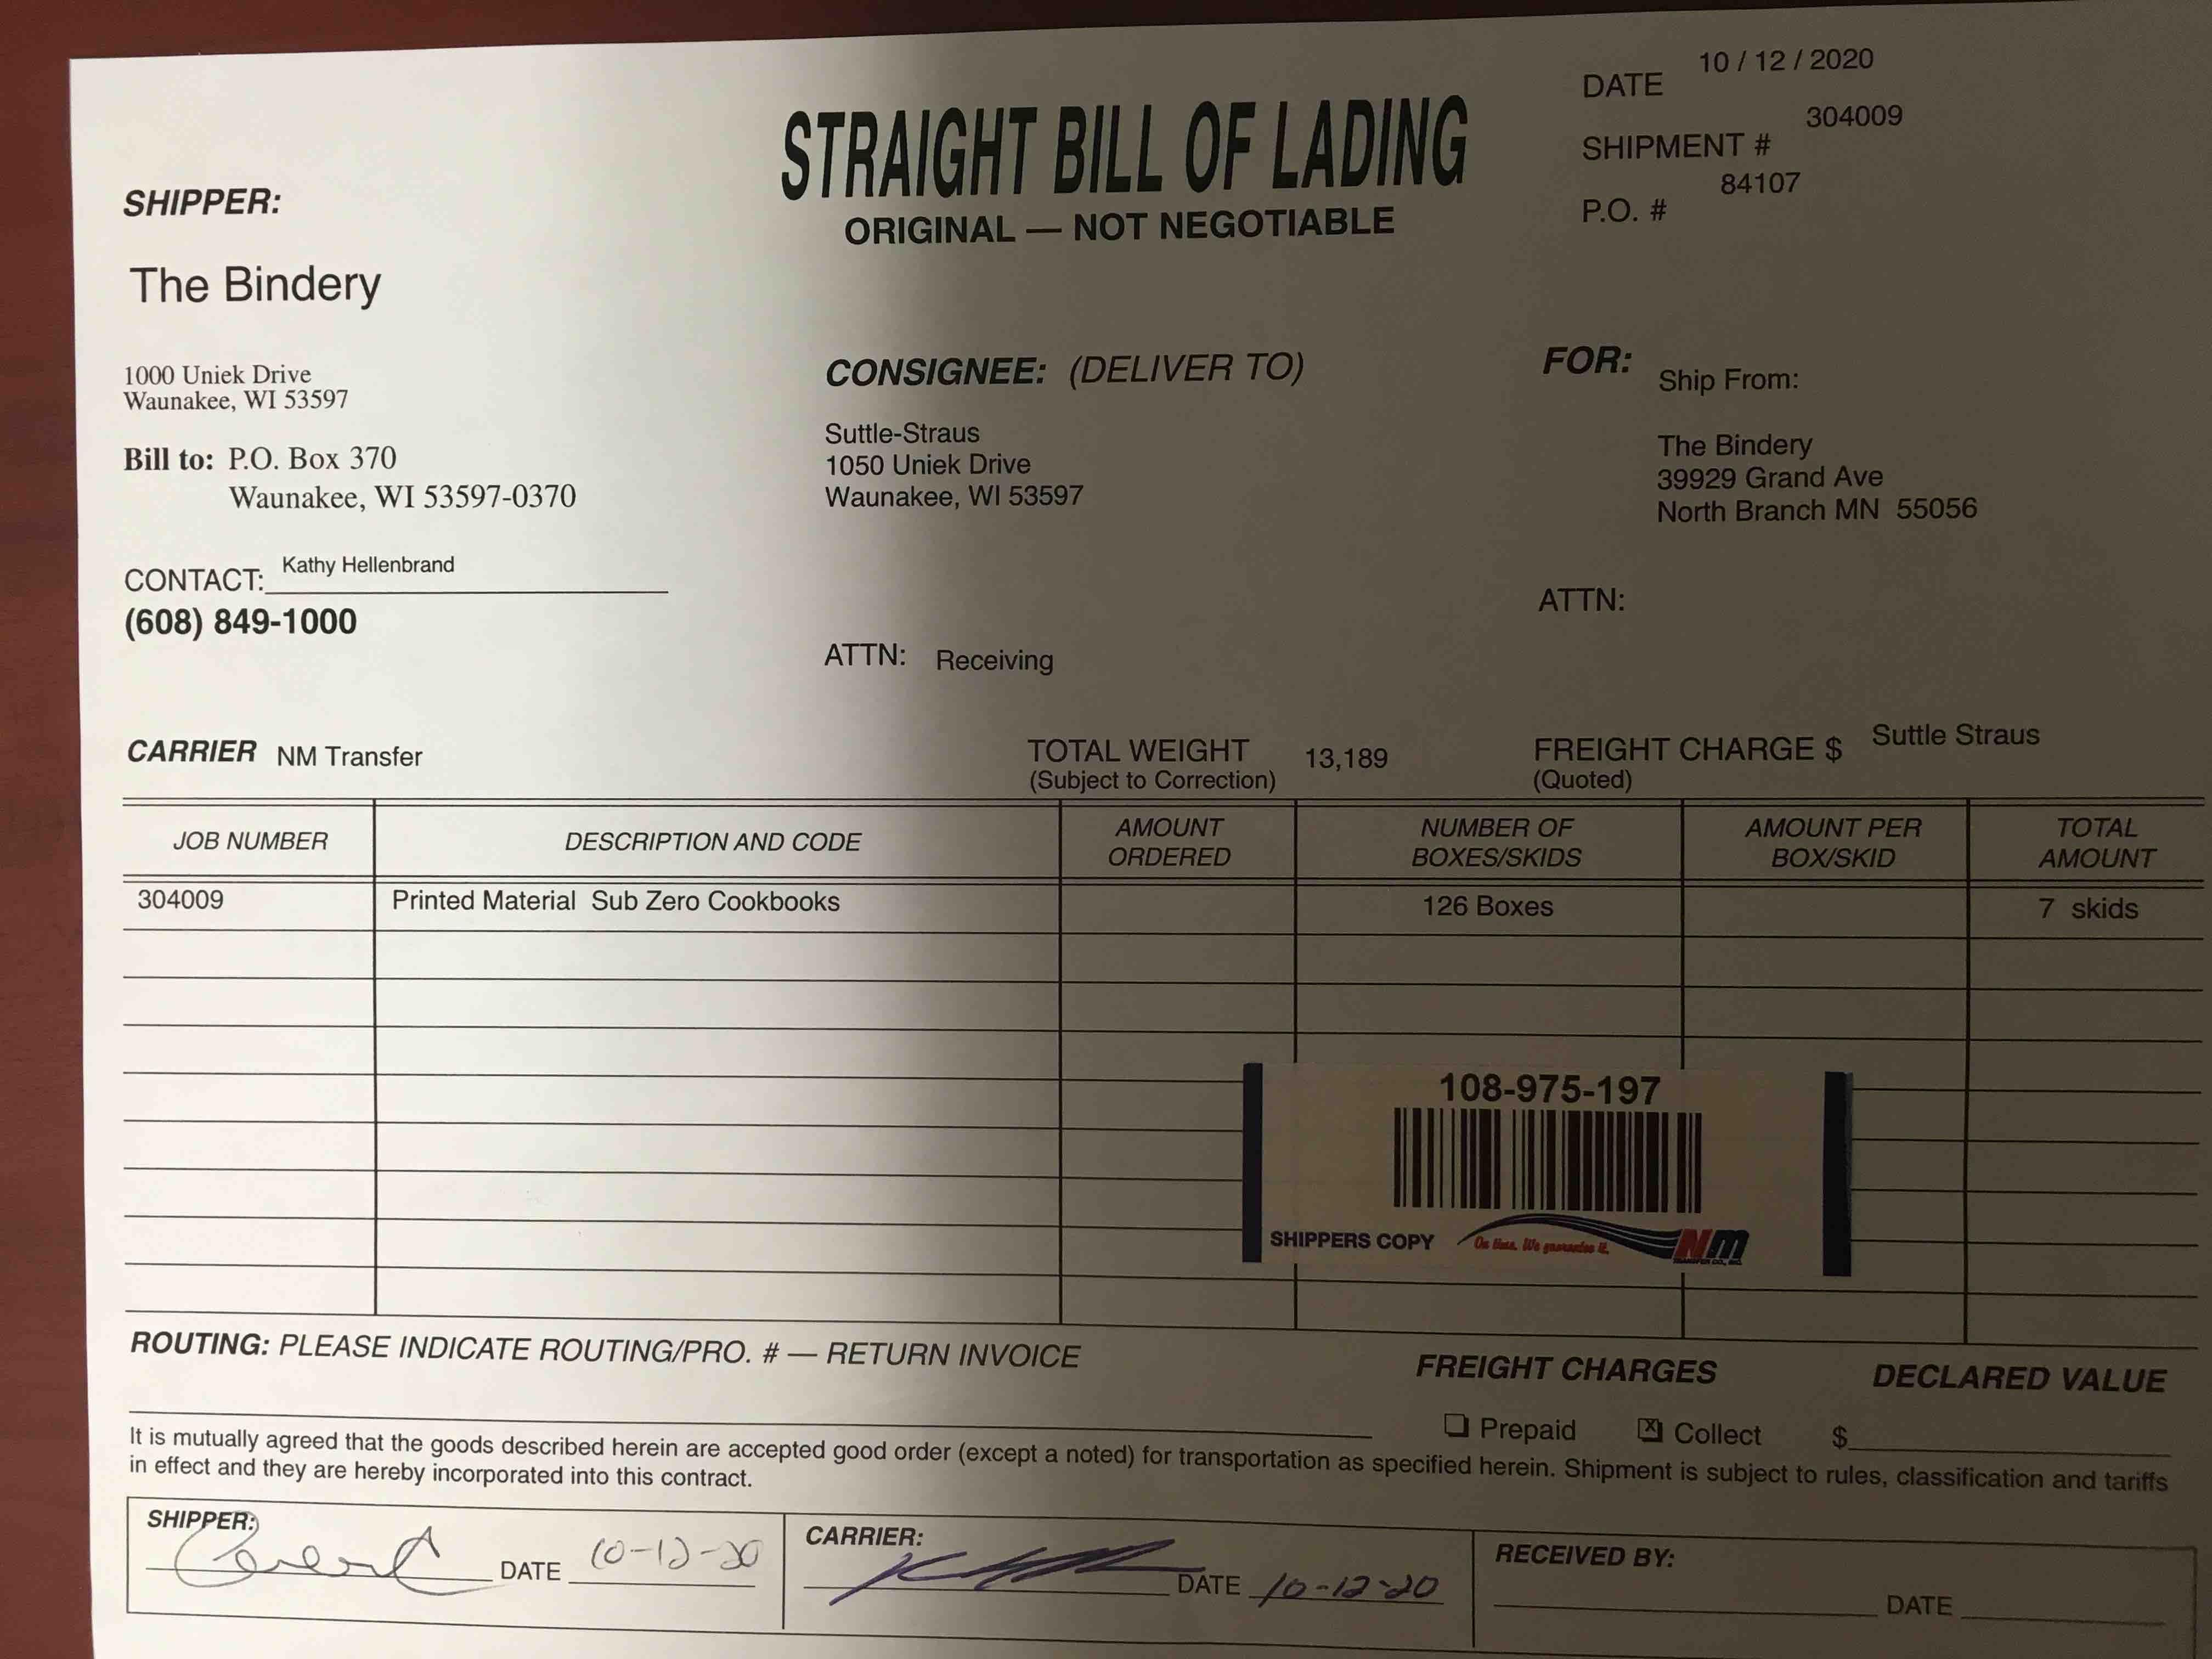 STRAIGHT BILL OF LADING
ORIGINAL — NOT NEGOTIABLE
DATE 10 / 12 / 2020
SHIPMENT # 304009
P.O. # 84107
SHIPPER:
The Bindery
1000 Uniek Drive
Waunakee, WI 53597
Bill to: P.O. Box 370
Waunakee, WI 53597-0370
CONTACT: Kathy Hellenbrand
(608) 849-1000
CONSIGNEE: (DELIVER TO)
Suttle-Straus
1050 Uniek Drive
Waunakee, WI 53597
ATTN: Receiving
FOR: Ship From:
The Bindery
39929 Grand Ave
North Branch MN 55056
ATTN:
CARRIER NM Transfer
TOTAL WEIGHT 13,189
(Subject to Correction)
FREIGHT CHARGE $ Suttle Straus
(Quoted)
JOB NUMBER
DESCRIPTION AND CODE
AMOUNT
ORDERED
NUMBER OF
BOXES/SKIDS
AMOUNT PER
BOX/SKID
TOTAL
AMOUNT
304009 Printed Material Sub Zero Cookbooks 126 Boxes 7 skids
108-975-197
SHIPPERS COPY On time. We guarantee it. NM
TRANSFER CO., INC.
ROUTING: PLEASE INDICATE ROUTING/PRO. # — RETURN INVOICE
FREIGHT CHARGES
DECLARED VALUE
Prepaid Collect $
It is mutually agreed that the goods described herein are accepted good order (except a noted) for transportation as specified herein. Shipment is subject to rules, classification and tariffs
in effect and they are hereby incorporated into this contract.
SHIPPER:
DATE 10-12-20
CARRIER:
DATE 10-12-20
RECEIVED BY:
DATE